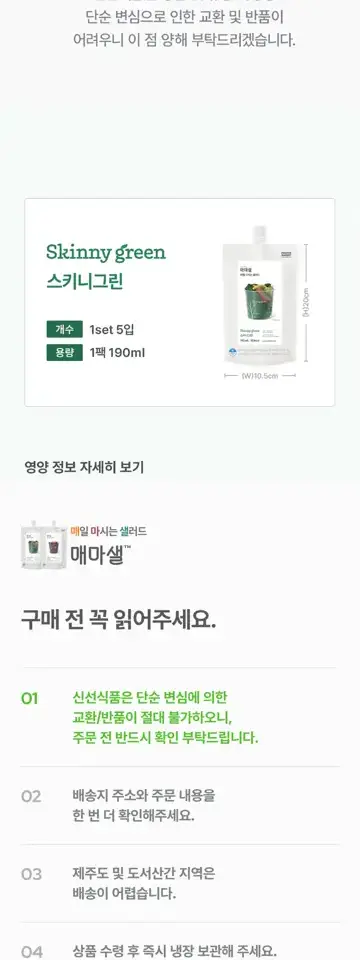 단순 변심으로 인한 교환 및 반품이
어려우니 이 점 양해 부탁드리겠습니다.
Skinny green
스키니그린
개수 1set 5입
용량 1팩 190ml
매마샐
(H)20cm
(W)10.5cm
영양 정보 자세히 보기
매일 마시는 샐러드
매마샐™
구매 전 꼭 읽어주세요.
01 신선식품은 단순 변심에 의한
교환/반품이 절대 불가하오니,
주문 전 반드시 확인 부탁드립니다.
02 배송지 주소와 주문 내용을
한 번 더 확인해주세요.
03 제주도 및 도서산간 지역은
배송이 어렵습니다.
04 상품 수령 후 즉시 냉장 보관해 주세요.